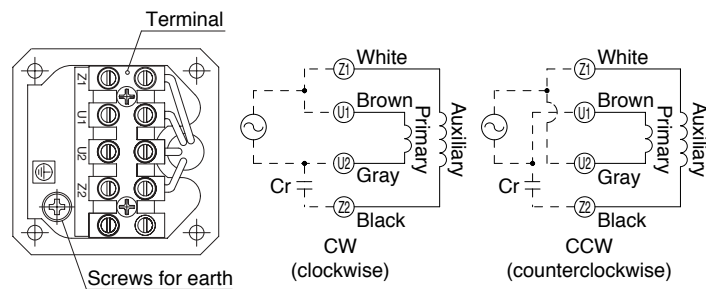 Terminal
Z1
U1
U2
Z2
Screws for earth
Z1 White
U1 Brown
Primary
Auxiliary
U2 Gray
Cr
Z2 Black
CW
(clockwise)
Z1 White
U1 Brown
Primary
Auxiliary
U2 Gray
Cr
Z2 Black
CCW
(counterclockwise)